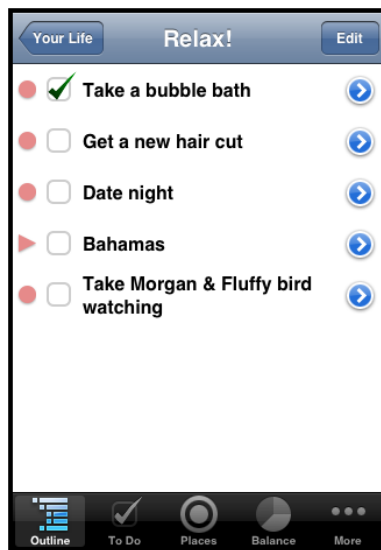 Your Life
Relax!
Edit
Take a bubble bath
Get a new hair cut
Date night
Bahamas
Take Morgan & Fluffy bird
watching
Outline
To Do
Places
Balance
More